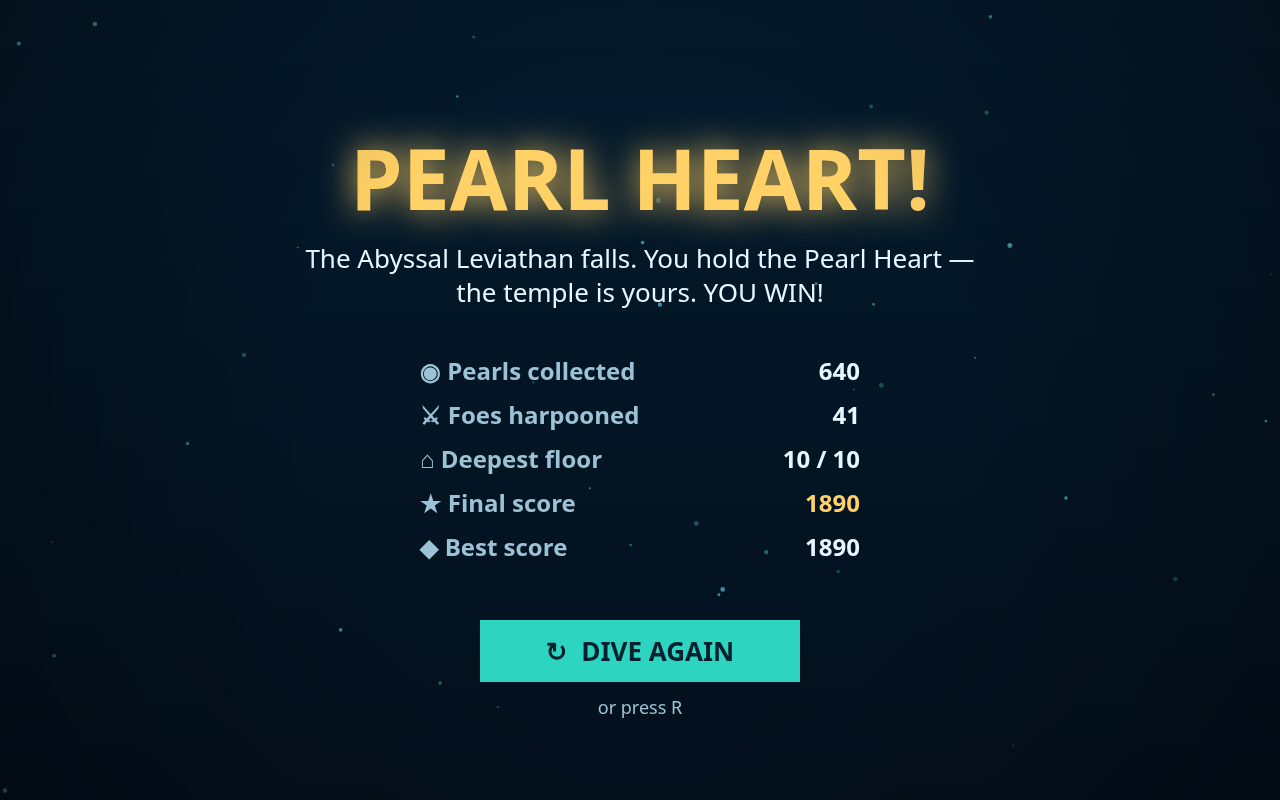 PEARL HEART!
The Abyssal Leviathan falls. You hold the Pearl Heart —
the temple is yours. YOU WIN!
◉ Pearls collected 640
⚔ Foes harpooned 41
⌂ Deepest floor 10 / 10
★ Final score 1890
◆ Best score 1890
↻ DIVE AGAIN
or press R